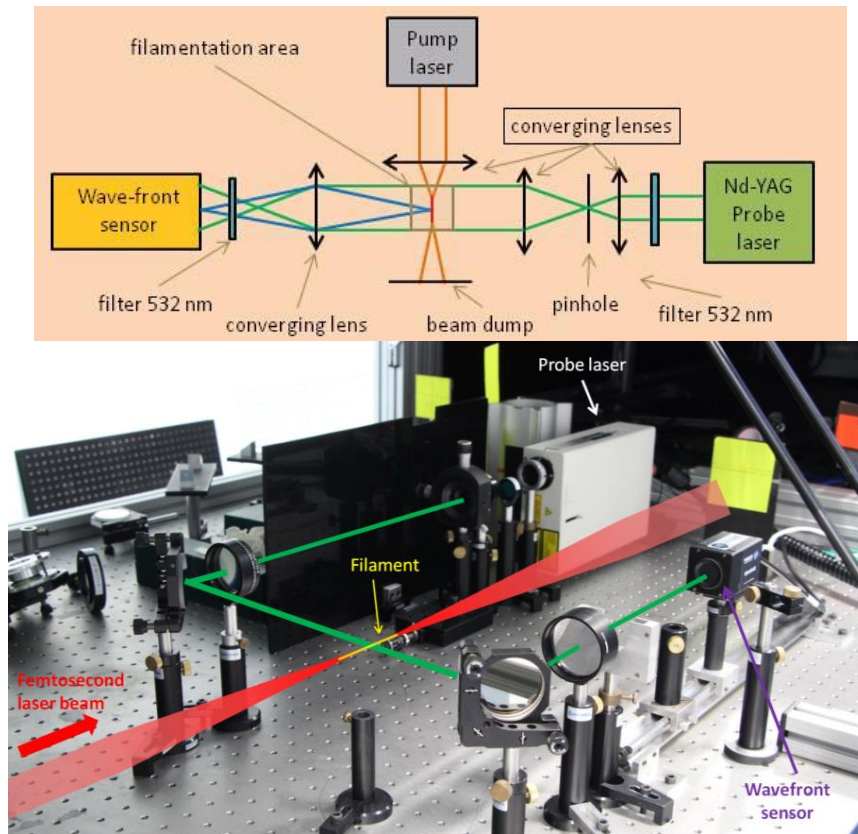 filamentation area
Pump
laser
converging lenses
Wave-front
sensor
Nd-YAG
Probe
laser
filter 532 nm
converging lens
beam dump
pinhole
filter 532 nm
Probe laser
Filament
Femtosecond
laser beam
Wavefront
sensor